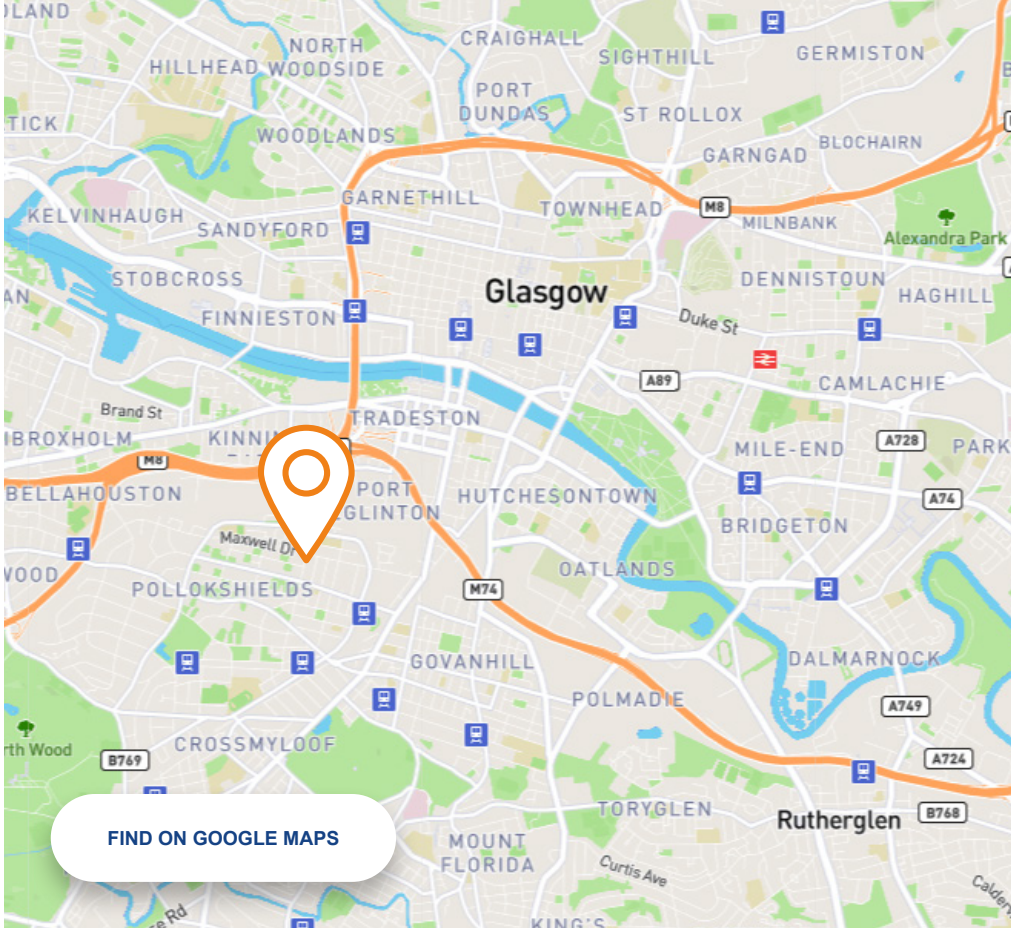 NORTH
WOODSIDE
HILLHEAD
CRAIGHALL
SIGHTHILL
GERMISTON
PORT
DUNDAS
ST ROLLOX
WOODLANDS
BLOCHAIRN
GARNGAD
GARNETHILL
TOWNHEAD
M8
MILNBANK
KELVINHAUGH
SANDYFORD
Alexandra Park
STOBCROSS
Glasgow
DENNISTOUN
HAGHILL
FINNIESTON
Duke St
A89
CAMLACHIE
Brand St
TRADESTON
MILE-END
A728
PARK
M8
BELLAHOUSTON
PORT
EGLINTON
HUTCHESONTOWN
A74
BRIDGETON
Maxwell Dr
OATLANDS
POLLOKSHIELDS
M74
GOVANHILL
DALMARNOCK
POLMADIE
A749
rth Wood
CROSSMYLOOF
B769
A724
TORYGLEN
Rutherglen
B768
FIND ON GOOGLE MAPS
MOUNT
FLORIDA
Curtis Ave
KING'S